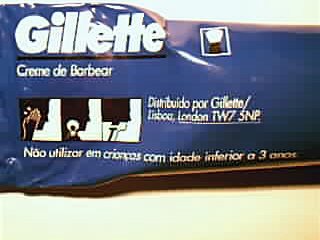 Gillette
Creme de Barbear
Distribuido por Gillette/
Lisboa, London TW7 5NP.
Não utilizar em crianças com idade inferior a 3 anos